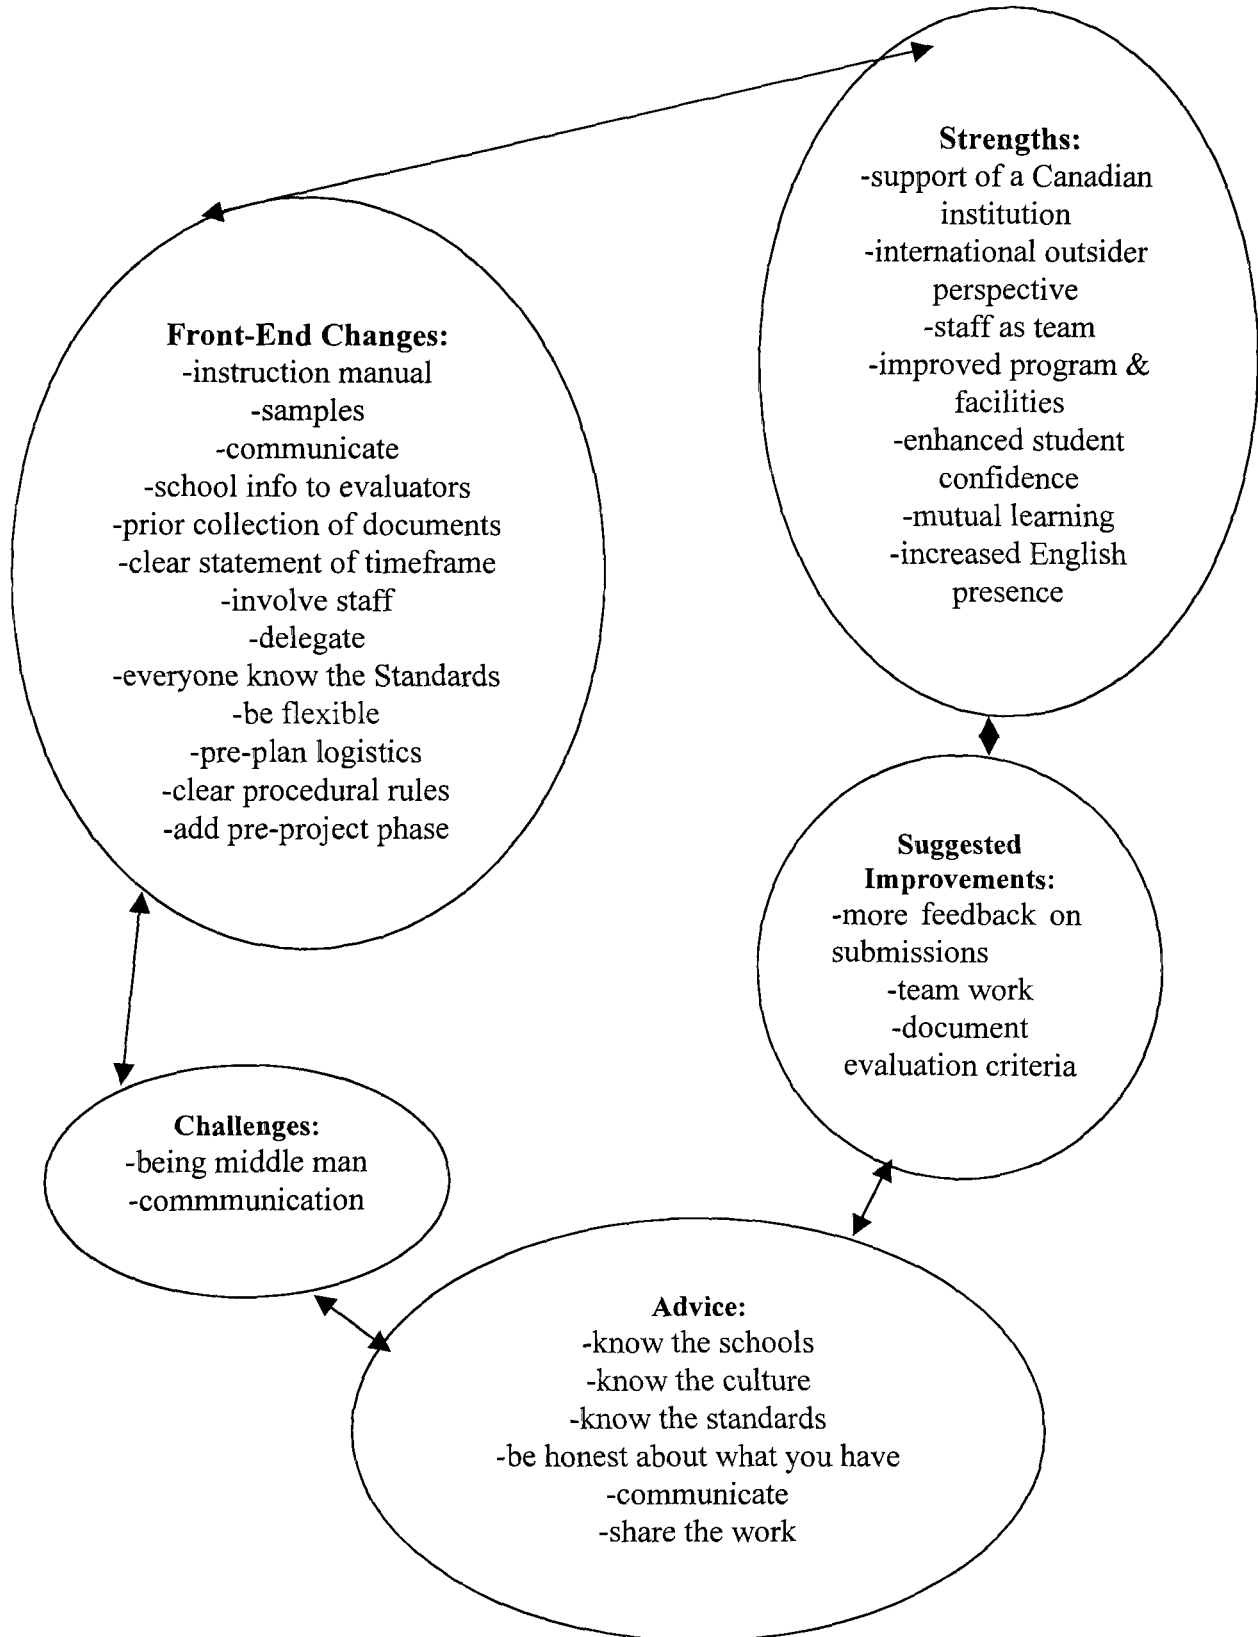 Strengths:
-support of a Canadian
institution
-international outsider
perspective
-staff as team
-improved program &
facilities
-enhanced student
confidence
-mutual learning
-increased English
presence
Front-End Changes:
-instruction manual
-samples
-communicate
-school info to evaluators
-prior collection of documents
-clear statement of timeframe
-involve staff
-delegate
-everyone know the Standards
-be flexible
-pre-plan logistics
-clear procedural rules
-add pre-project phase
Suggested
Improvements:
-more feedback on
submissions
-team work
-document
evaluation criteria
Challenges:
-being middle man
-commmunication
Advice:
-know the schools
-know the culture
-know the standards
-be honest about what you have
-communicate
-share the work